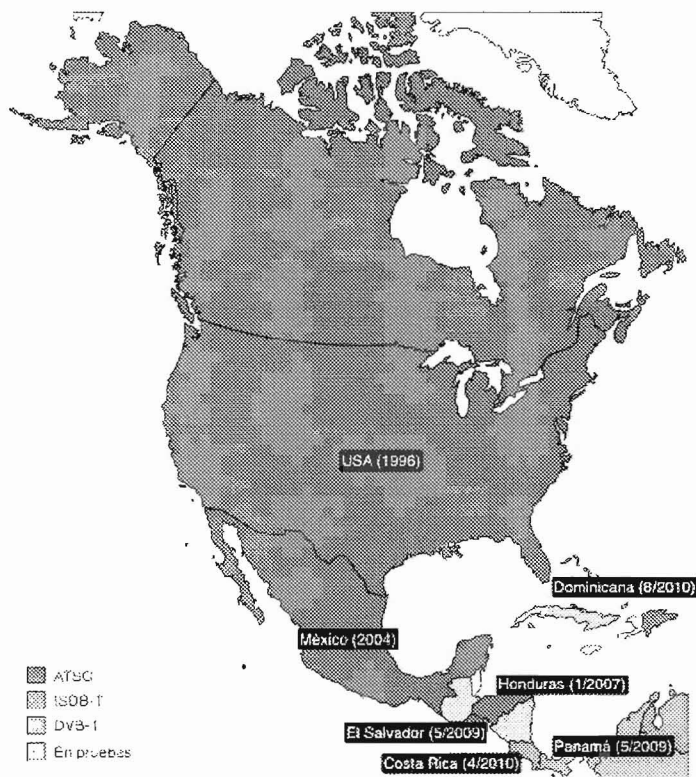 USA (1996)
Dominicana (8/2010)
México (2004)
Honduras (1/2007)
El Salvador (5/2009)
Panamá (5/2009)
Costa Rica (4/2010)
ATSC
ISDB-T
DVB-T
En pruebas